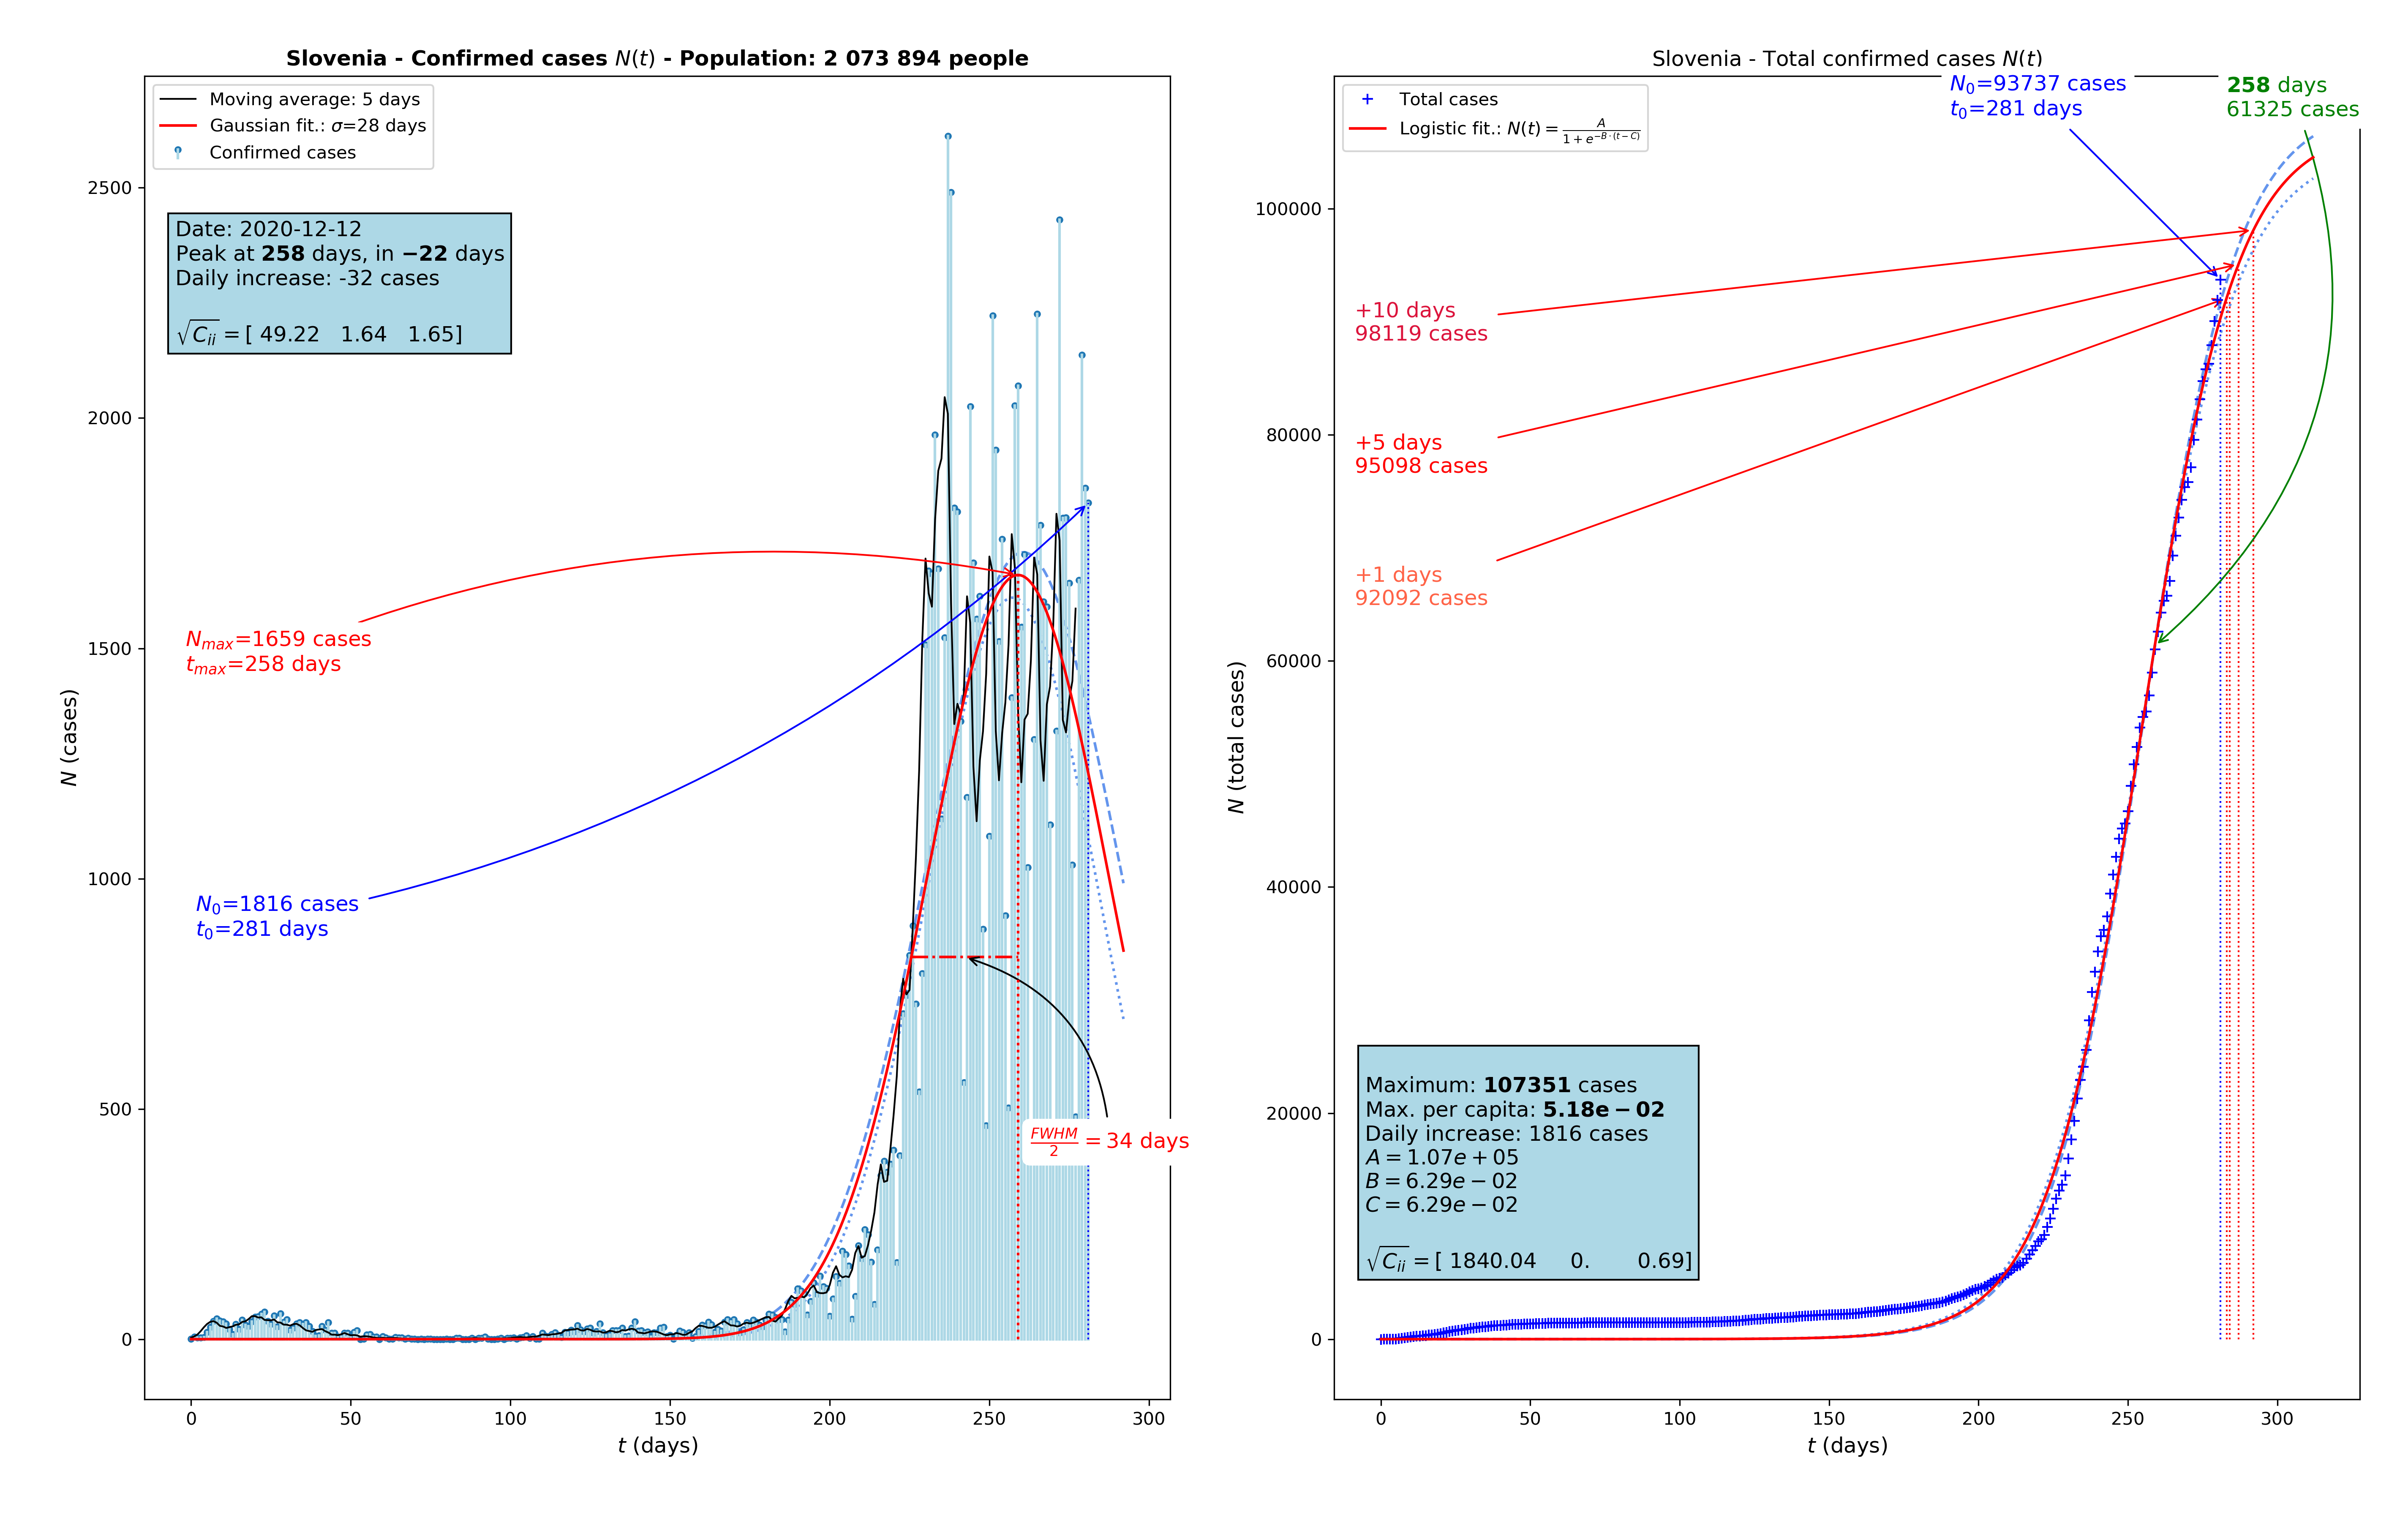 Slovenia - Confirmed cases N(t) - Population: 2 073 894 people
Moving average: 5 days
Gaussian fit.: σ=28 days
Confirmed cases
Date: 2020-12-12
Peak at 258 days, in −22 days
Daily increase: -32 cases
√C_ii = [ 49.22 1.64 1.65]
N_max=1659 cases
t_max=258 days
N_0=1816 cases
t_0=281 days
FWHM/2 = 34 days
2500
2000
1500
1000
500
0
N (cases)
0 50 100 150 200 250 300
t (days)
Slovenia - Total confirmed cases N(t)
Total cases
Logistic fit.: N(t) = A/(1 + e^{−B·(t−C)})
N_0=93737 cases
t_0=281 days
258 days
61325 cases
+10 days
98119 cases
+5 days
95098 cases
+1 days
92092 cases
Maximum: 107351 cases
Max. per capita: 5.18e − 02
Daily increase: 1816 cases
A = 1.07e + 05
B = 6.29e − 02
C = 6.29e − 02
√C_ii = [ 1840.04 0. 0.69]
100000
80000
60000
40000
20000
0
N (total cases)
0 50 100 150 200 250 300
t (days)